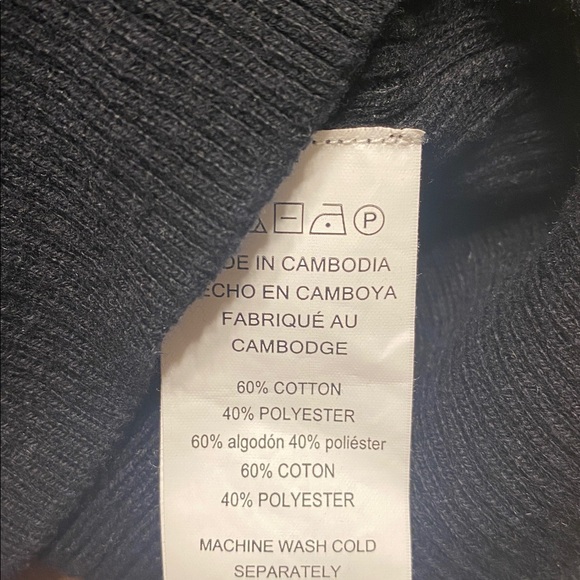 P
DE IN CAMBODIA
ECHO EN CAMBOYA
FABRIQUÉ AU
CAMBODGE
60% COTTON
40% POLYESTER
60% algodón 40% poliéster
60% COTON
40% POLYESTER
MACHINE WASH COLD
SEPARATELY